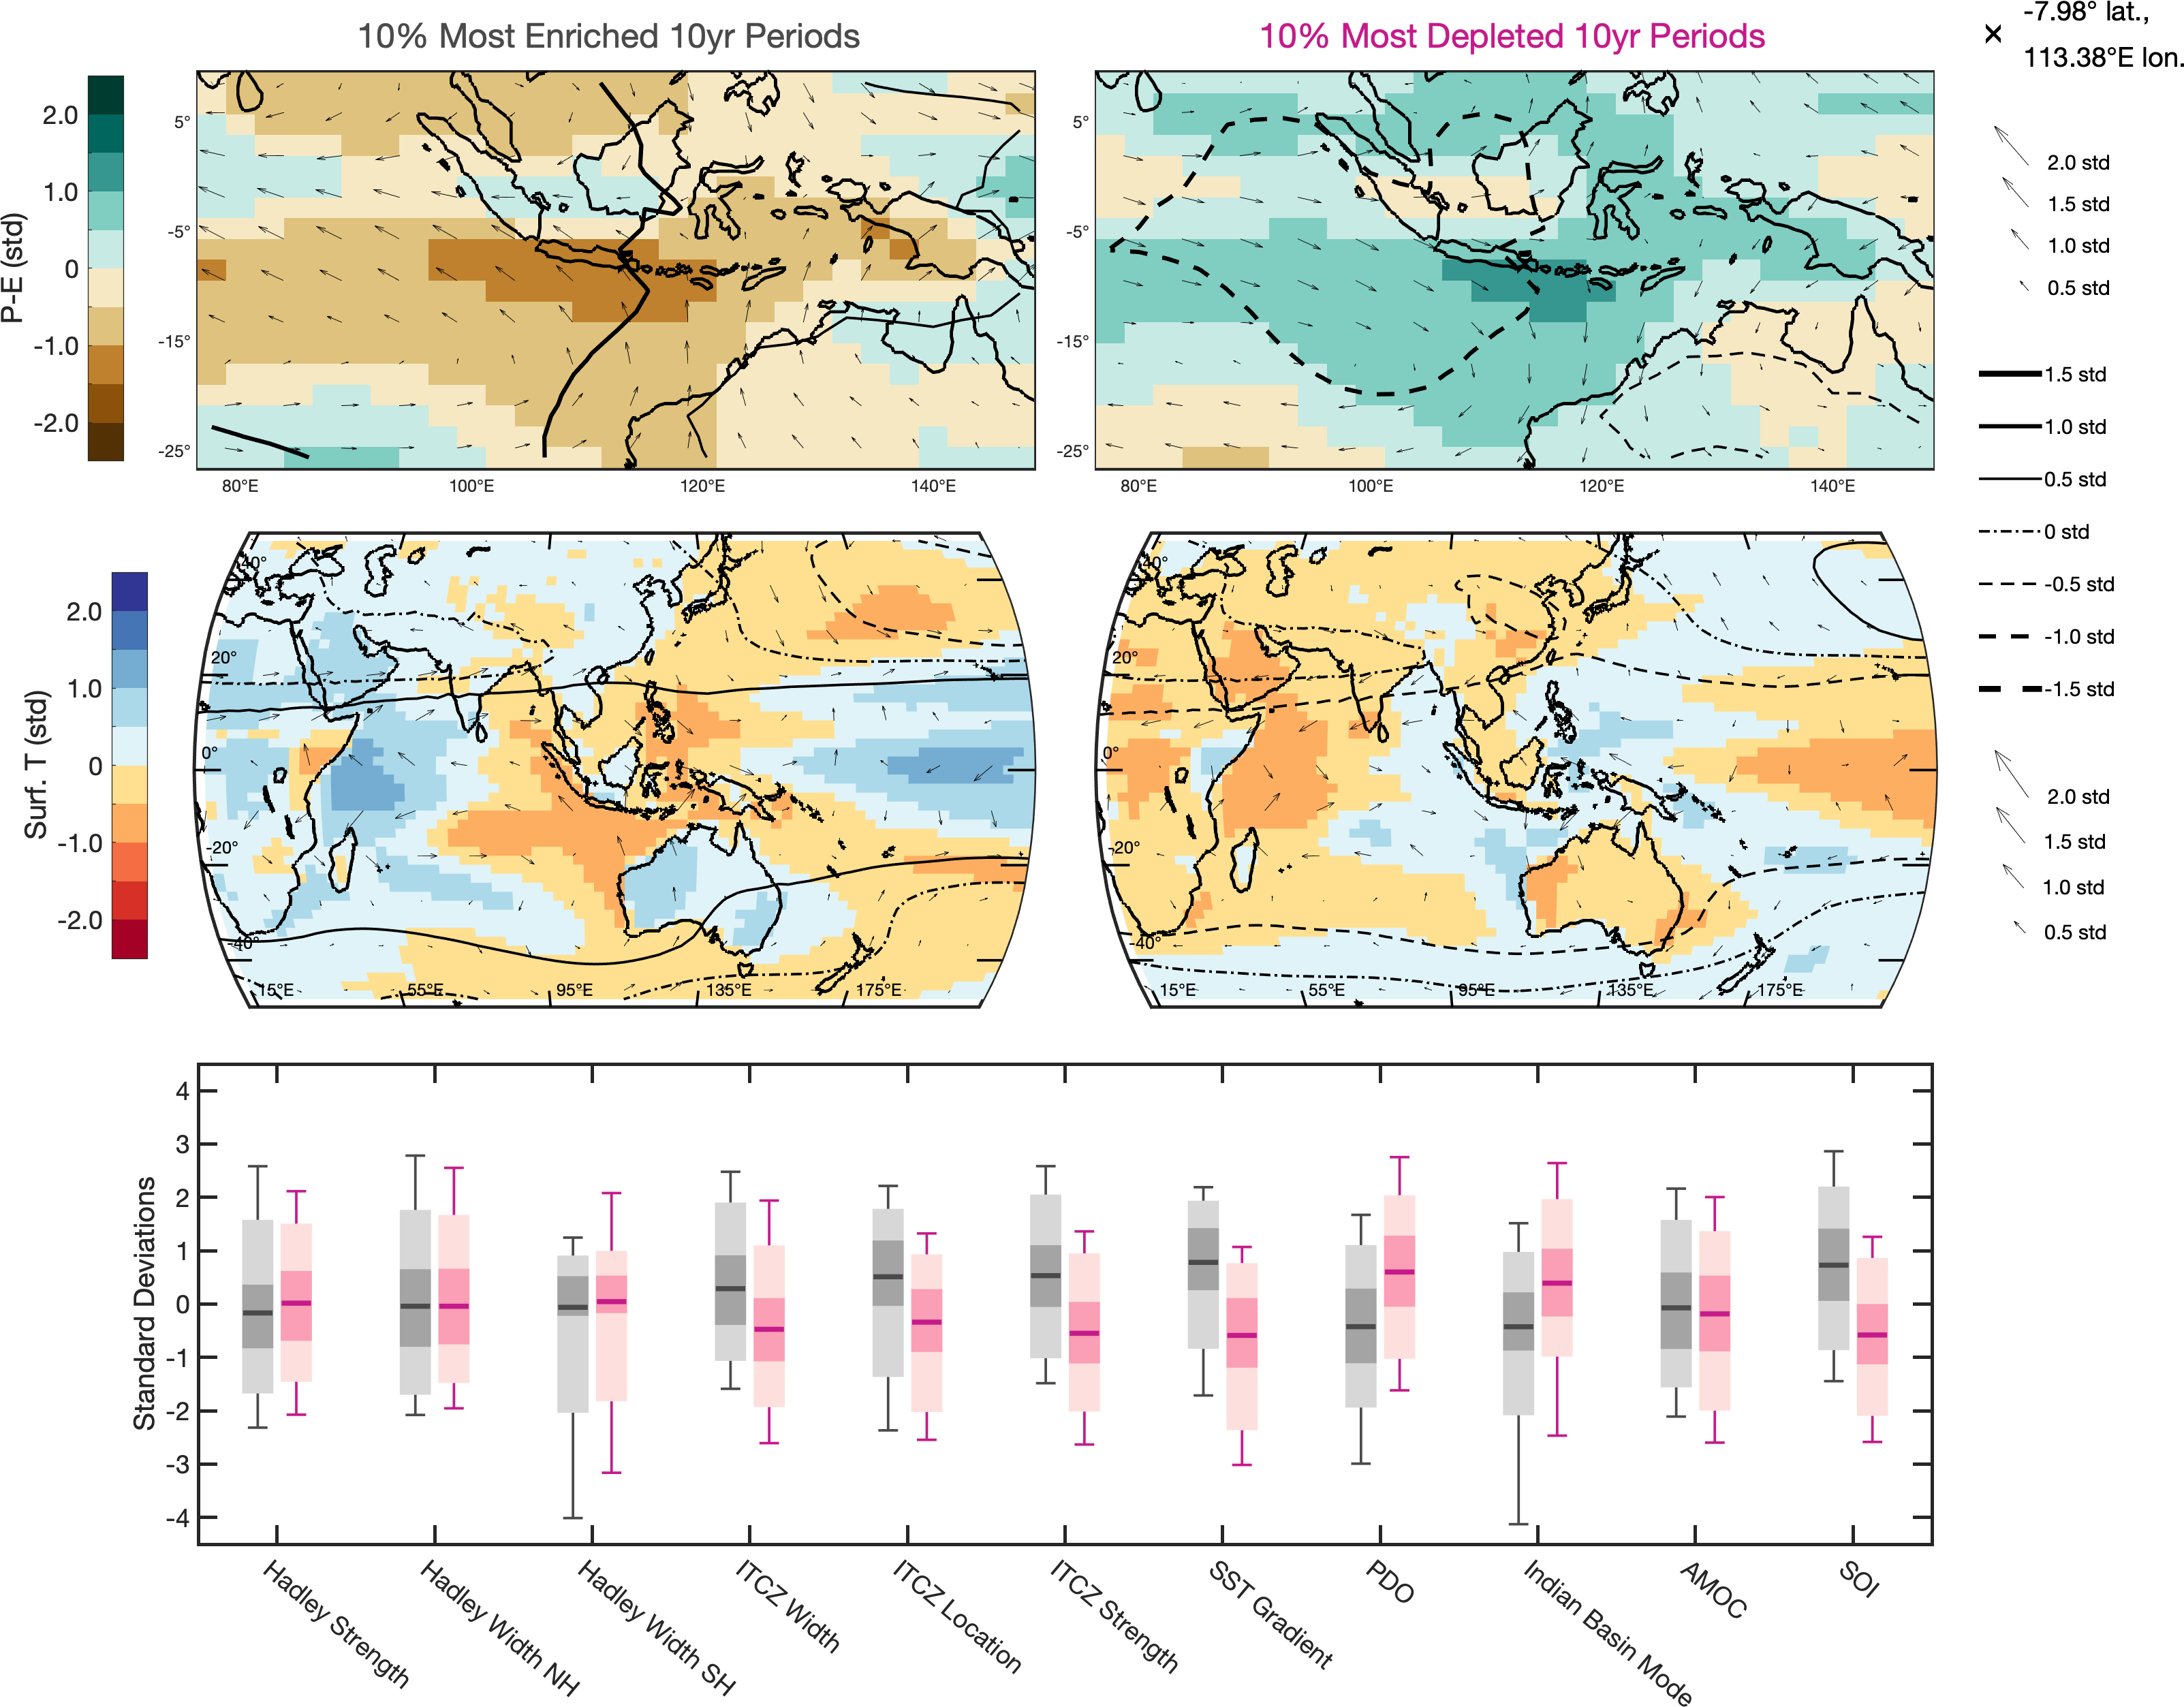 10% Most Enriched 10yr Periods
10% Most Depleted 10yr Periods
-7.98° lat.,
113.38°E lon.
P-E (std)
2.0
1.0
0
-1.0
-2.0
5°
-5°
-15°
-25°
80°E
100°E
120°E
140°E
5°
-5°
-15°
-25°
80°E
100°E
120°E
140°E
2.0 std
1.5 std
1.0 std
0.5 std
1.5 std
1.0 std
0.5 std
0 std
-0.5 std
-1.0 std
-1.5 std
Surf. T (std)
2.0
1.0
0
-1.0
-2.0
40°
20°
0°
-20°
-40°
15°E
55°E
95°E
135°E
175°E
40°
20°
0°
-20°
-40°
15°E
55°E
95°E
135°E
175°E
2.0 std
1.5 std
1.0 std
0.5 std
Standard Deviations
4
3
2
1
0
-1
-2
-3
-4
Hadley Strength
Hadley Width NH
Hadley Width SH
ITCZ Width
ITCZ Location
ITCZ Strength
SST Gradient
PDO
Indian Basin Mode
AMOC
SOI